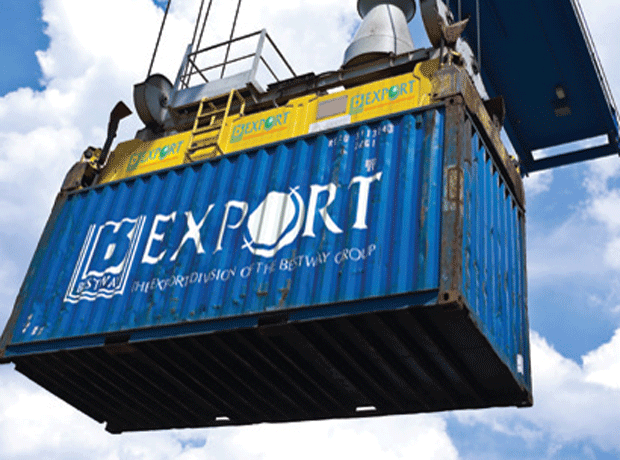 EXPORT
EXPORT
EXPORT
B EXPORT
BESTWAY
THE EXPORT DIVISION OF THE BESTWAY GROUP